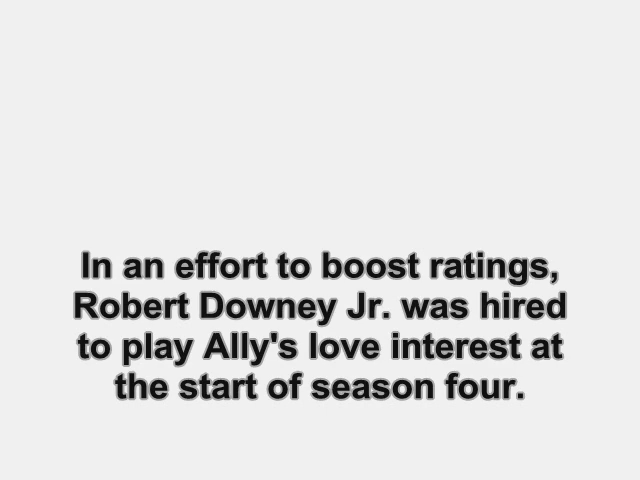 In an effort to boost ratings,
Robert Downey Jr. was hired
to play Ally's love interest at
the start of season four.